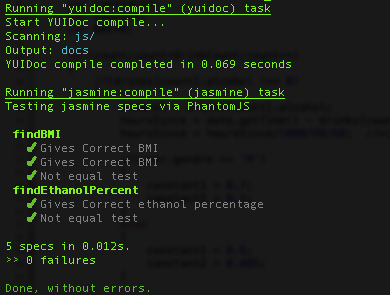 Running "yuidoc:compile" (yuidoc) task
Start YUIDoc compile...
Scanning: js/
Output: docs
YUIDoc compile completed in 0.069 seconds
Running "jasmine:compile" (jasmine) task
Testing jasmine specs via PhantomJS
findBMI
✔ Gives Correct BMI
✔ Gives Correct BMI
✔ Not equal test
findEthanolPercent
✔ Gives Correct ethanol percentage
✔ Not equal test
5 specs in 0.012s.
>> 0 failures
Done, without errors.